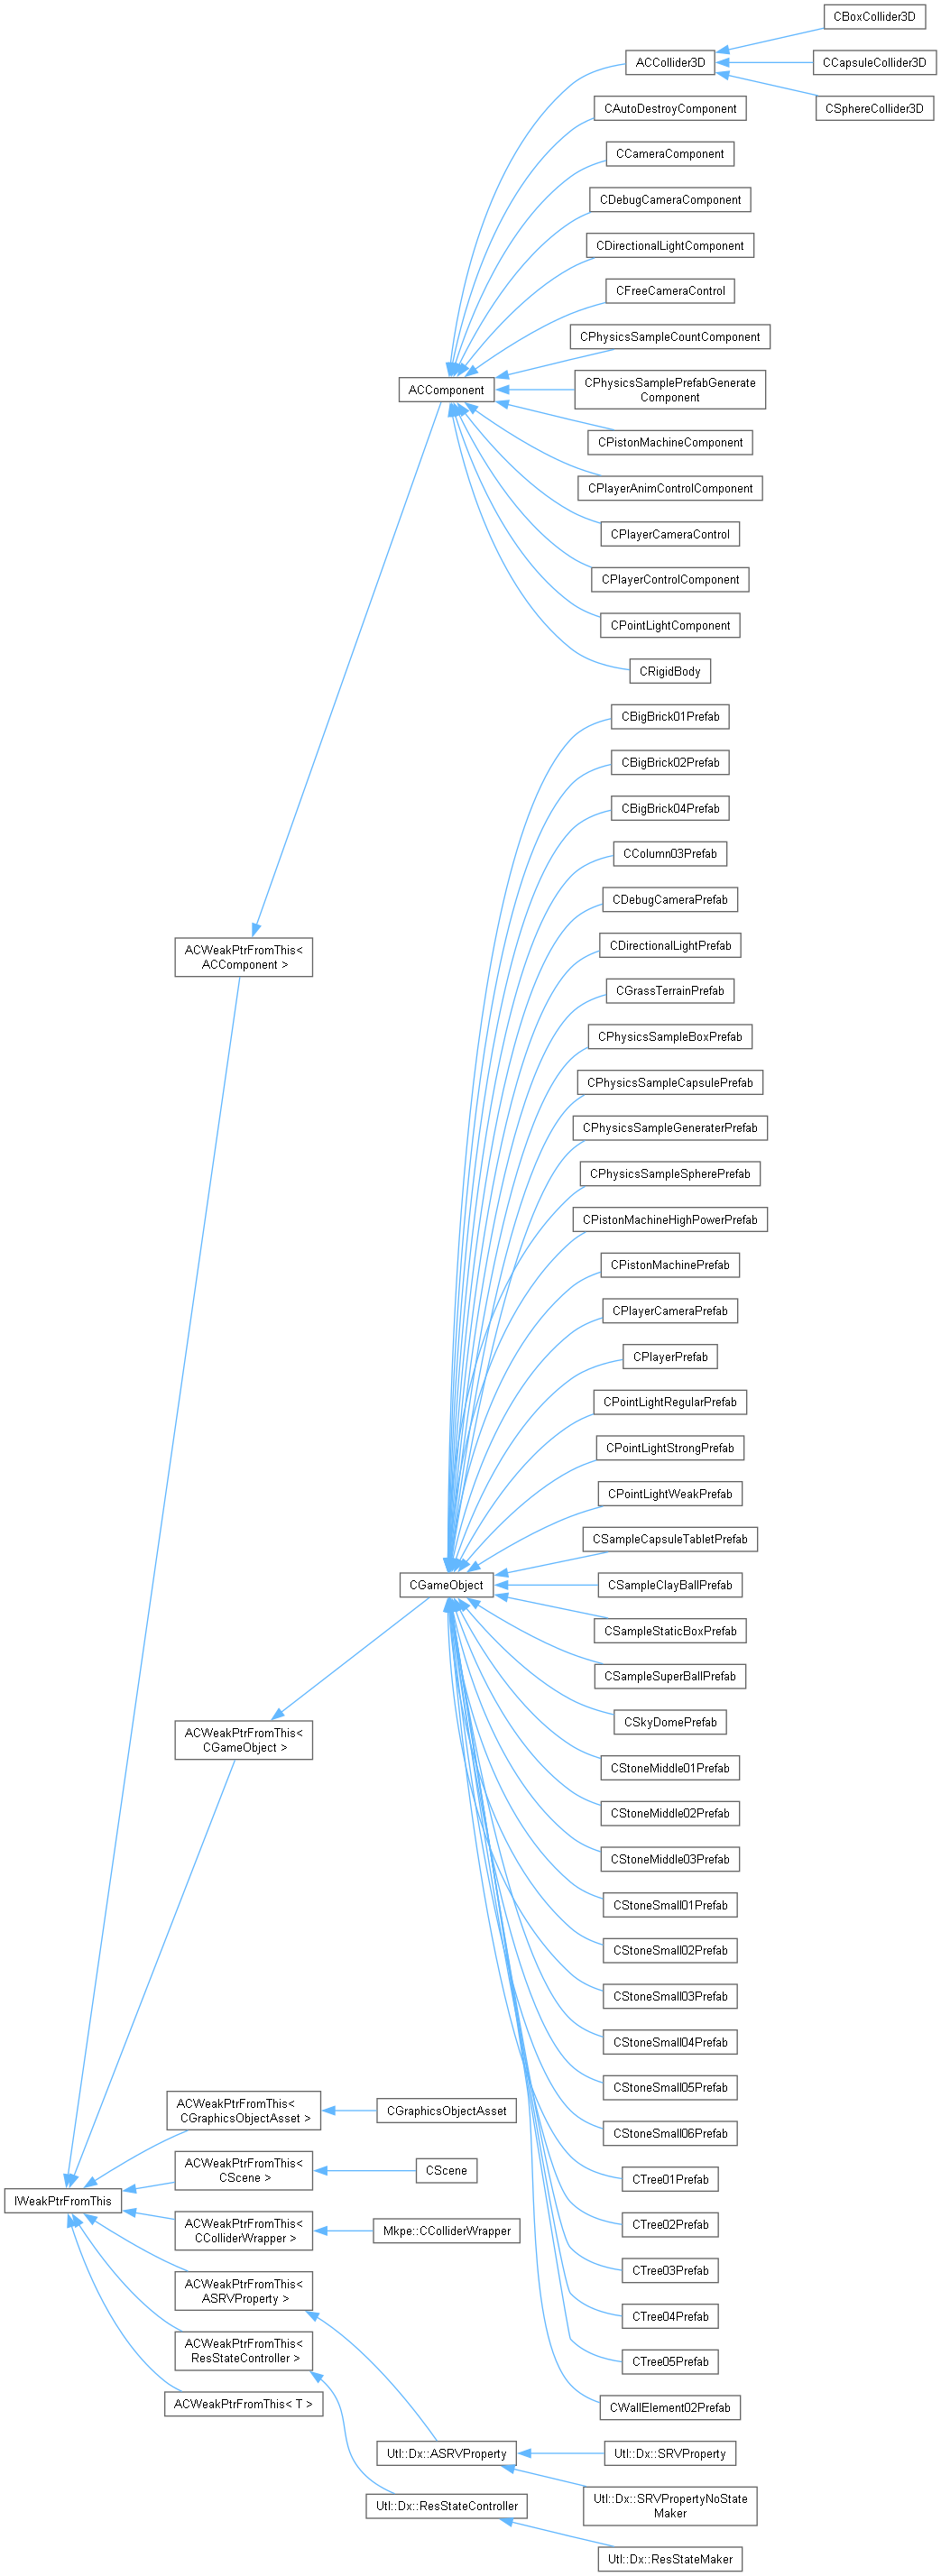 CBoxCollider3D
ACCollider3D
CCapsuleCollider3D
CSphereCollider3D
CAutoDestroyComponent
CCameraComponent
CDebugCameraComponent
CDirectionalLightComponent
CFreeCameraControl
CPhysicsSampleCountComponent
ACComponent
CPhysicsSamplePrefabGenerate
Component
CPistonMachineComponent
CPlayerAnimControlComponent
CPlayerCameraControl
CPlayerControlComponent
CPointLightComponent
CRigidBody
CBigBrick01Prefab
CBigBrick02Prefab
CBigBrick04Prefab
CColumn03Prefab
CDebugCameraPrefab
ACWeakPtrFromThis<
ACComponent >
CDirectionalLightPrefab
CGrassTerrainPrefab
CPhysicsSampleBoxPrefab
CPhysicsSampleCapsulePrefab
CPhysicsSampleGeneraterPrefab
CPhysicsSampleSpherePrefab
CPistonMachineHighPowerPrefab
CPistonMachinePrefab
CPlayerCameraPrefab
CPlayerPrefab
CPointLightRegularPrefab
CPointLightStrongPrefab
CPointLightWeakPrefab
CSampleCapsuleTabletPrefab
CGameObject
CSampleClayBallPrefab
CSampleStaticBoxPrefab
CSampleSuperBallPrefab
CSkyDomePrefab
ACWeakPtrFromThis<
CGameObject >
CStoneMiddle01Prefab
CStoneMiddle02Prefab
CStoneMiddle03Prefab
CStoneSmall01Prefab
CStoneSmall02Prefab
CStoneSmall03Prefab
CStoneSmall04Prefab
CStoneSmall05Prefab
ACWeakPtrFromThis<
CGraphicsObjectAsset >
CGraphicsObjectAsset
CStoneSmall06Prefab
ACWeakPtrFromThis<
CScene >
CScene
CTree01Prefab
IWeakPtrFromThis
ACWeakPtrFromThis<
CColliderWrapper >
Mkpe::CColliderWrapper
CTree02Prefab
CTree03Prefab
ACWeakPtrFromThis<
ASRVProperty >
CTree04Prefab
ACWeakPtrFromThis<
ResStateController >
CTree05Prefab
ACWeakPtrFromThis< T >
CWallElement02Prefab
Utl::Dx::ASRVProperty
Utl::Dx::SRVProperty
Utl::Dx::SRVPropertyNoState
Maker
Utl::Dx::ResStateController
Utl::Dx::ResStateMaker